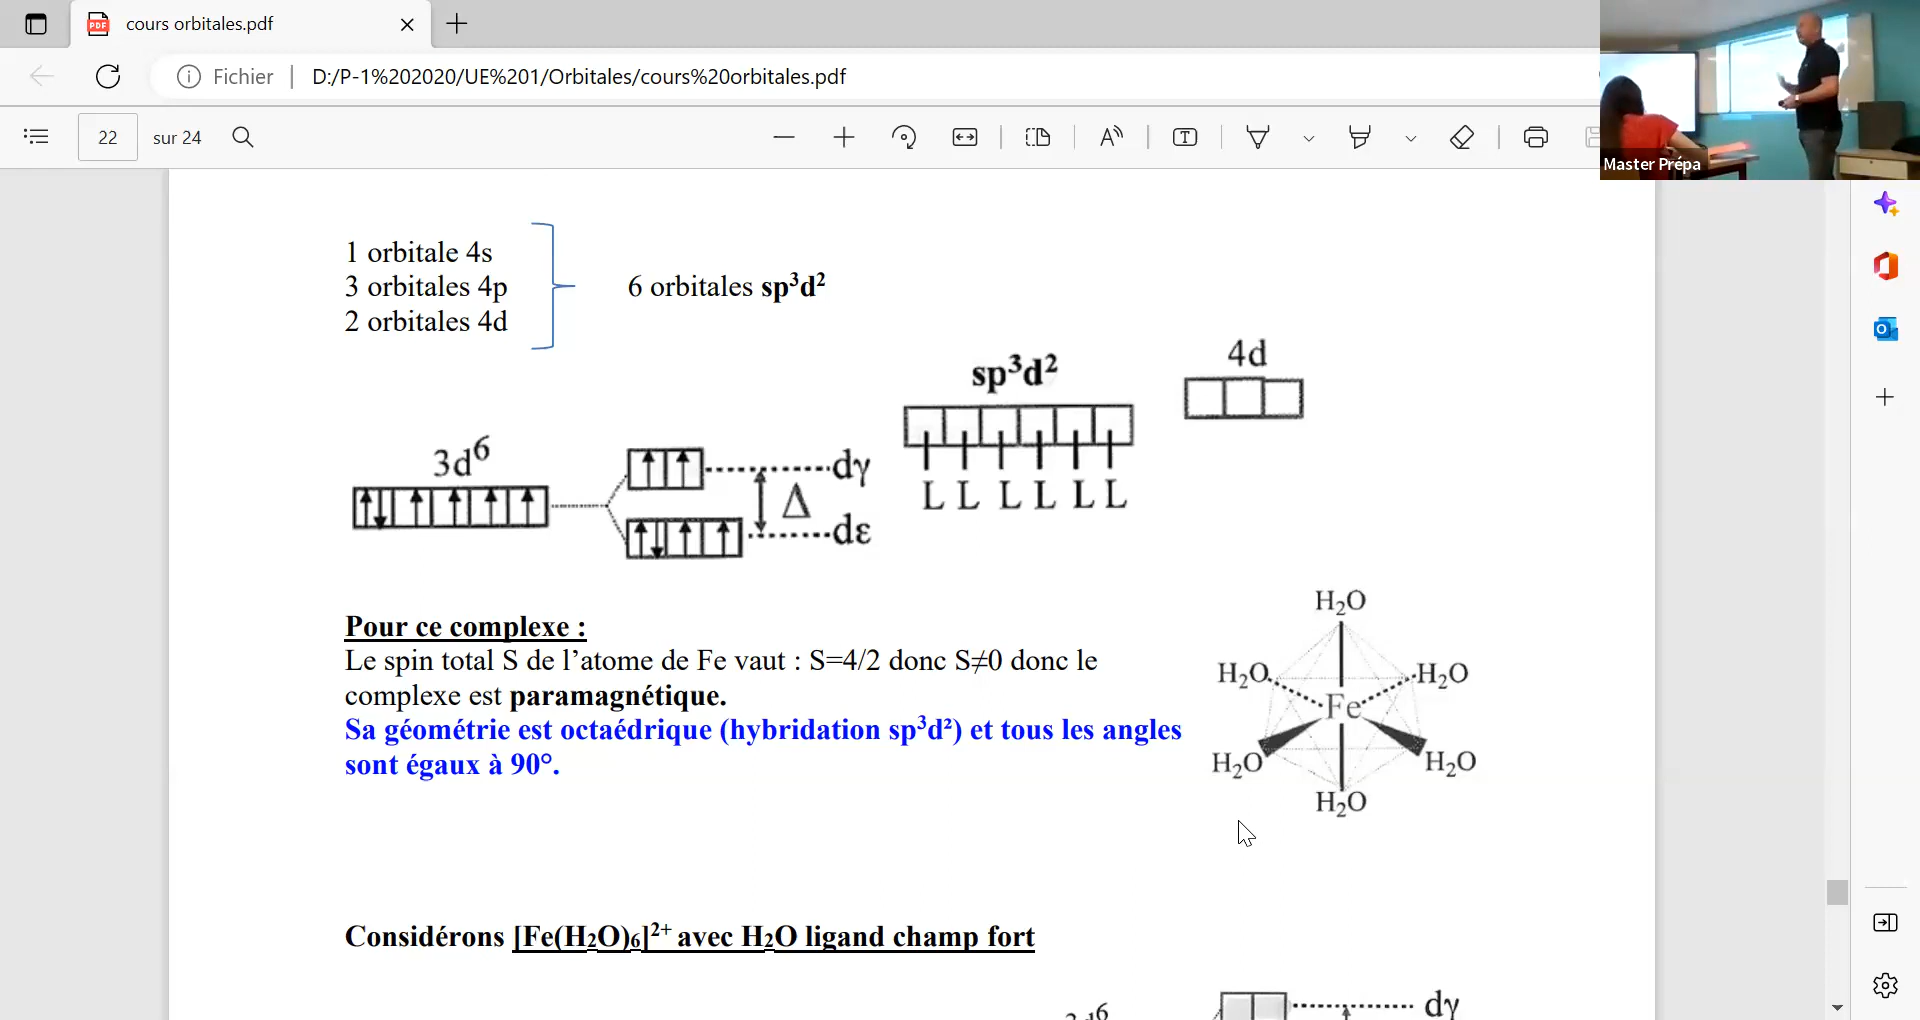 cours orbitales.pdf
Fichier | D:/P-1%202020/UE%201/Orbitales/cours%20orbitales.pdf
22 sur 24
Master Prépa
1 orbitale 4s
3 orbitales 4p
2 orbitales 4d
6 orbitales sp³d²
sp³d²
4d
3d⁶
dγ
Δ
dε
L L L L L L
Pour ce complexe :
Le spin total S de l’atome de Fe vaut : S=4/2 donc S≠0 donc le
complexe est paramagnétique.
Sa géométrie est octaédrique (hybridation sp³d²) et tous les angles
sont égaux à 90°.
H₂O
H₂O H₂O
Fe
H₂O H₂O
H₂O
Considérons [Fe(H₂O)₆]²⁺ avec H₂O ligand champ fort
dγ